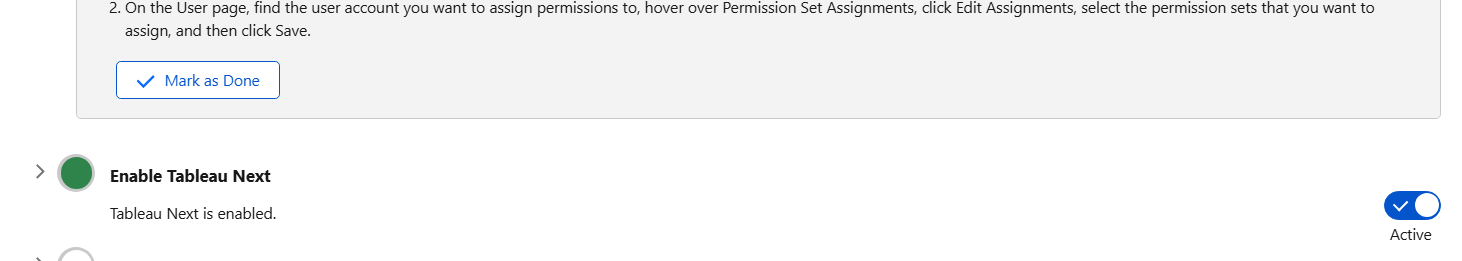 2. On the User page, find the user account you want to assign permissions to, hover over Permission Set Assignments, click Edit Assignments, select the permission sets that you want to
assign, and then click Save.
Mark as Done
Enable Tableau Next
Tableau Next is enabled.
Active